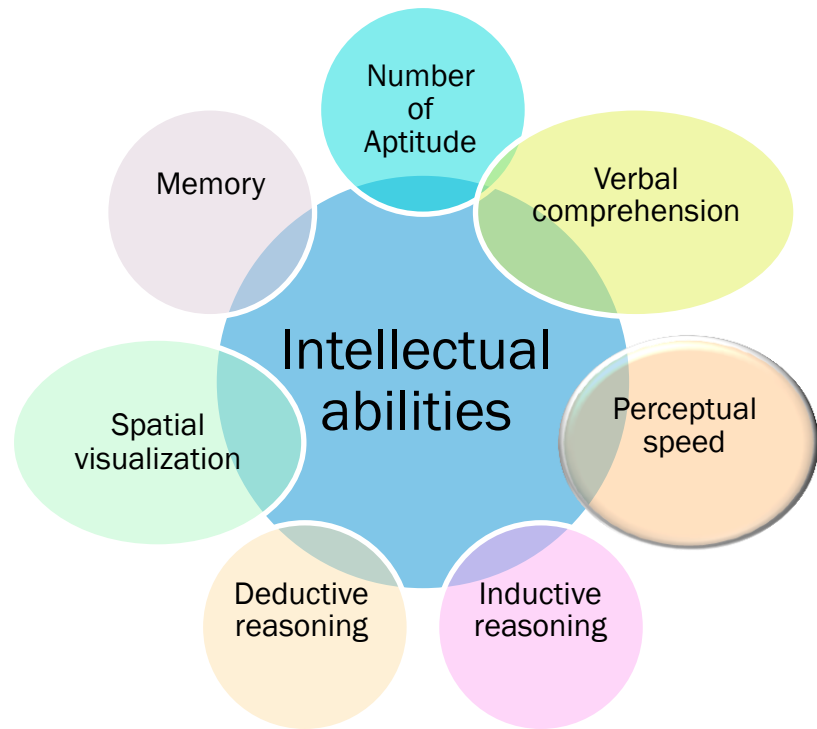 Number
of
Aptitude
Verbal
comprehension
Perceptual
speed
Inductive
reasoning
Deductive
reasoning
Spatial
visualization
Memory
Intellectual
abilities